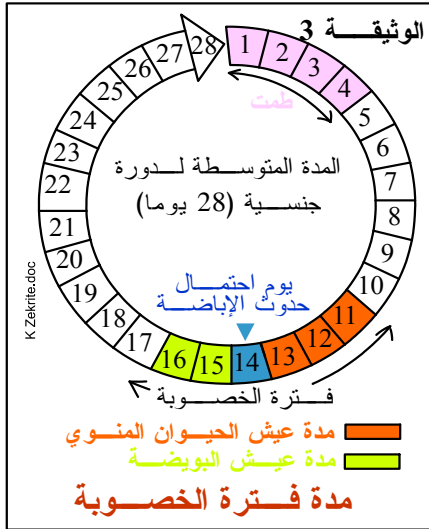 الوثيقة 3
1
2
3
4
5
6
7
8
9
10
11
12
13
14
15
16
17
18
19
20
21
22
23
24
25
26
27
28
طمت
المدة المتوسطة لدورة
جنسية (28 يوما)
يوم احتمال
حدوث الإباضة
فترة الخصوبة
مدة عيش الحيوان المنوي
مدة عيش البويضة
مدة فترة الخصوبة
K Zekrite.doc